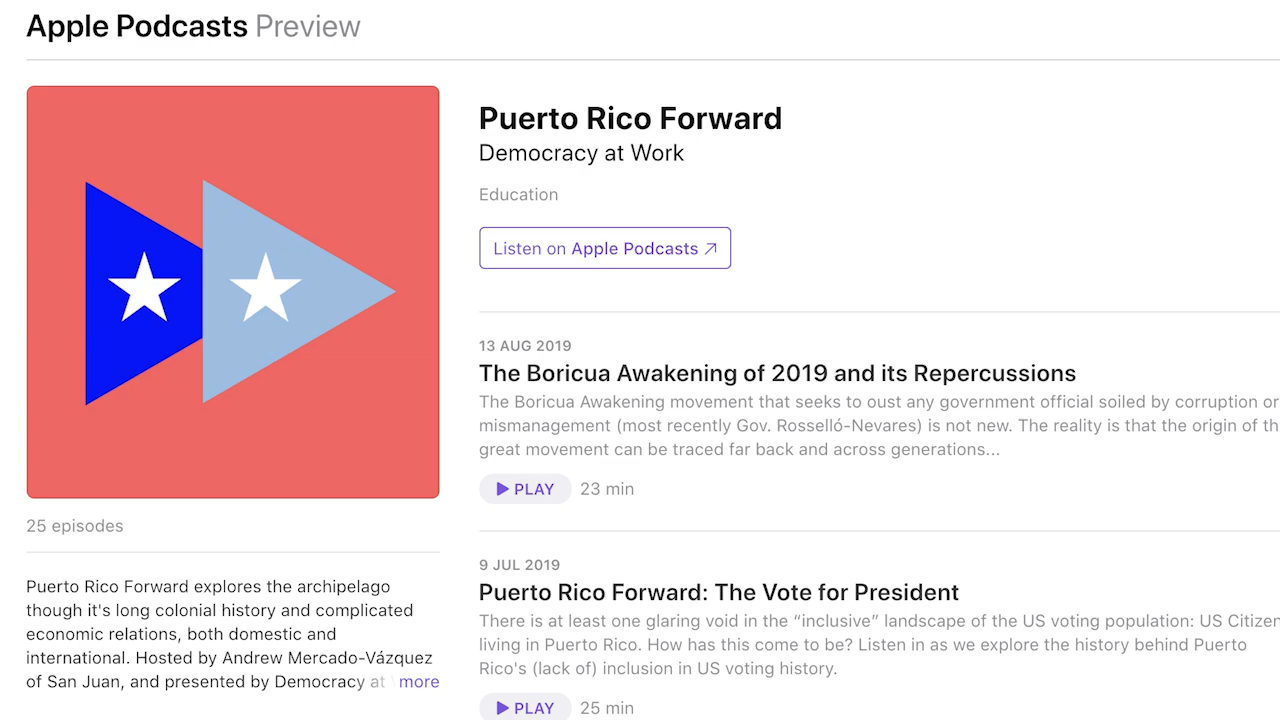 Apple Podcasts Preview
Puerto Rico Forward
Democracy at Work
Education
Listen on Apple Podcasts ↗
13 AUG 2019
The Boricua Awakening of 2019 and its Repercussions
The Boricua Awakening movement that seeks to oust any government official soiled by corruption or
mismanagement (most recently Gov. Rosselló-Nevares) is not new. The reality is that the origin of
great movement can be traced far back and across generations...
PLAY 23 min
25 episodes
9 JUL 2019
Puerto Rico Forward: The Vote for President
Puerto Rico Forward explores the archipelago
though it's long colonial history and complicated
economic relations, both domestic and
international. Hosted by Andrew Mercado-Vázquez
of San Juan, and presented by Democracy at more
There is at least one glaring void in the “inclusive” landscape of the US voting population: US
living in Puerto Rico. How has this come to be? Listen in as we explore the history behind Puerto
Rico's (lack of) inclusion in US voting history.
PLAY 25 min